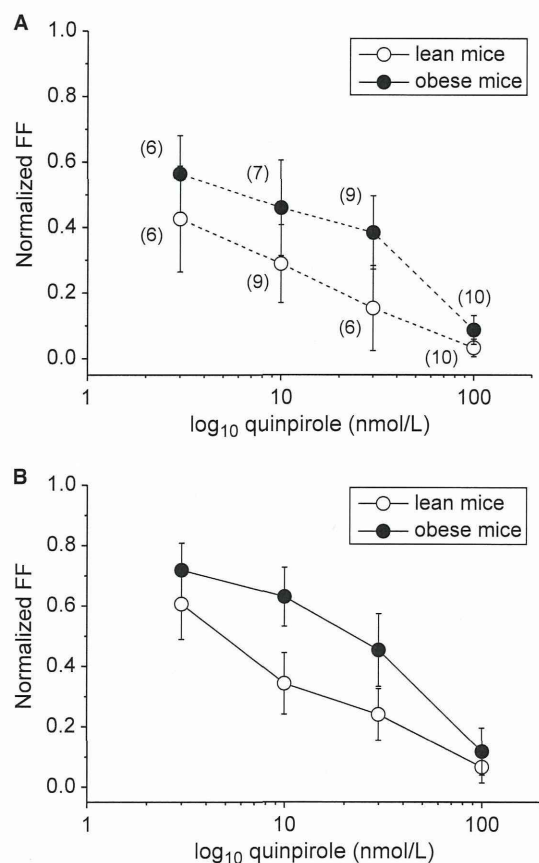 A
1.0
0.8
0.6
0.4
0.2
0.0
Normalized FF
lean mice
obese mice
(6)
(7)
(9)
(10)
(6)
(9)
(6)
(10)
1
10
100
log₁₀ quinpirole (nmol/L)
B
1.0
0.8
0.6
0.4
0.2
0.0
Normalized FF
lean mice
obese mice
1
10
100
log₁₀ quinpirole (nmol/L)